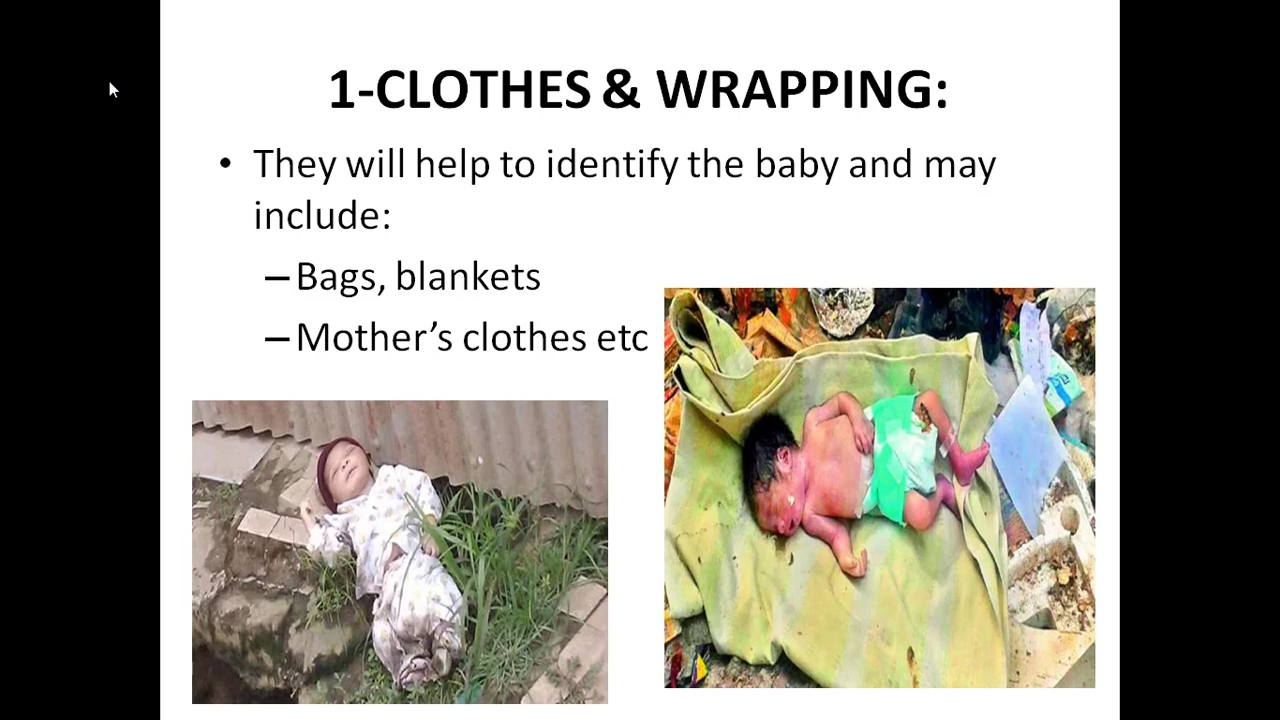 1-CLOTHES & WRAPPING:
• They will help to identify the baby and may
include:
– Bags, blankets
– Mother’s clothes etc